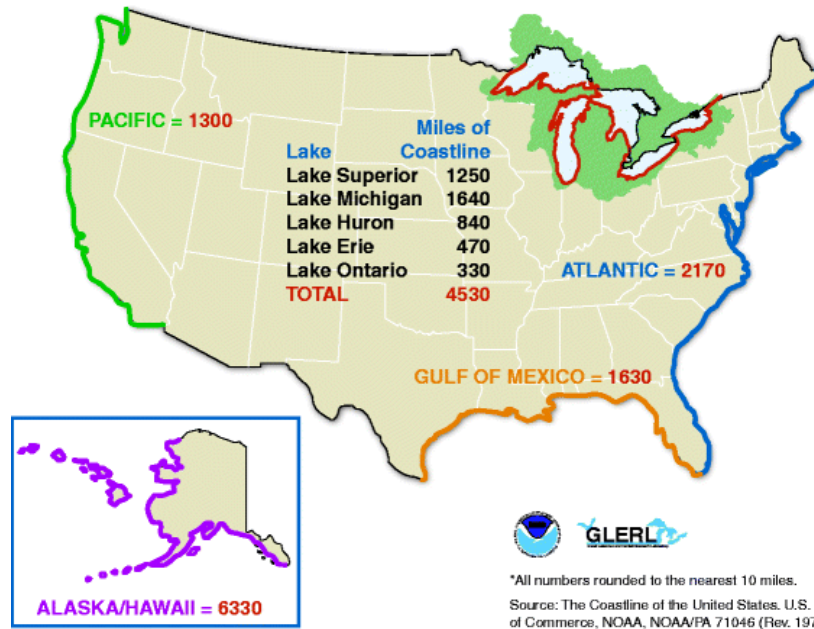 PACIFIC = 1300
Miles of
Lake Coastline
Lake Superior 1250
Lake Michigan 1640
Lake Huron 840
Lake Erie 470
Lake Ontario 330
TOTAL 4530
ATLANTIC = 2170
GULF OF MEXICO = 1630
ALASKA/HAWAII = 6330
GLERL
*All numbers rounded to the nearest 10 miles.
Source: The Coastline of the United States. U.S.
of Commerce, NOAA, NOAA/PA 71046 (Rev. 197